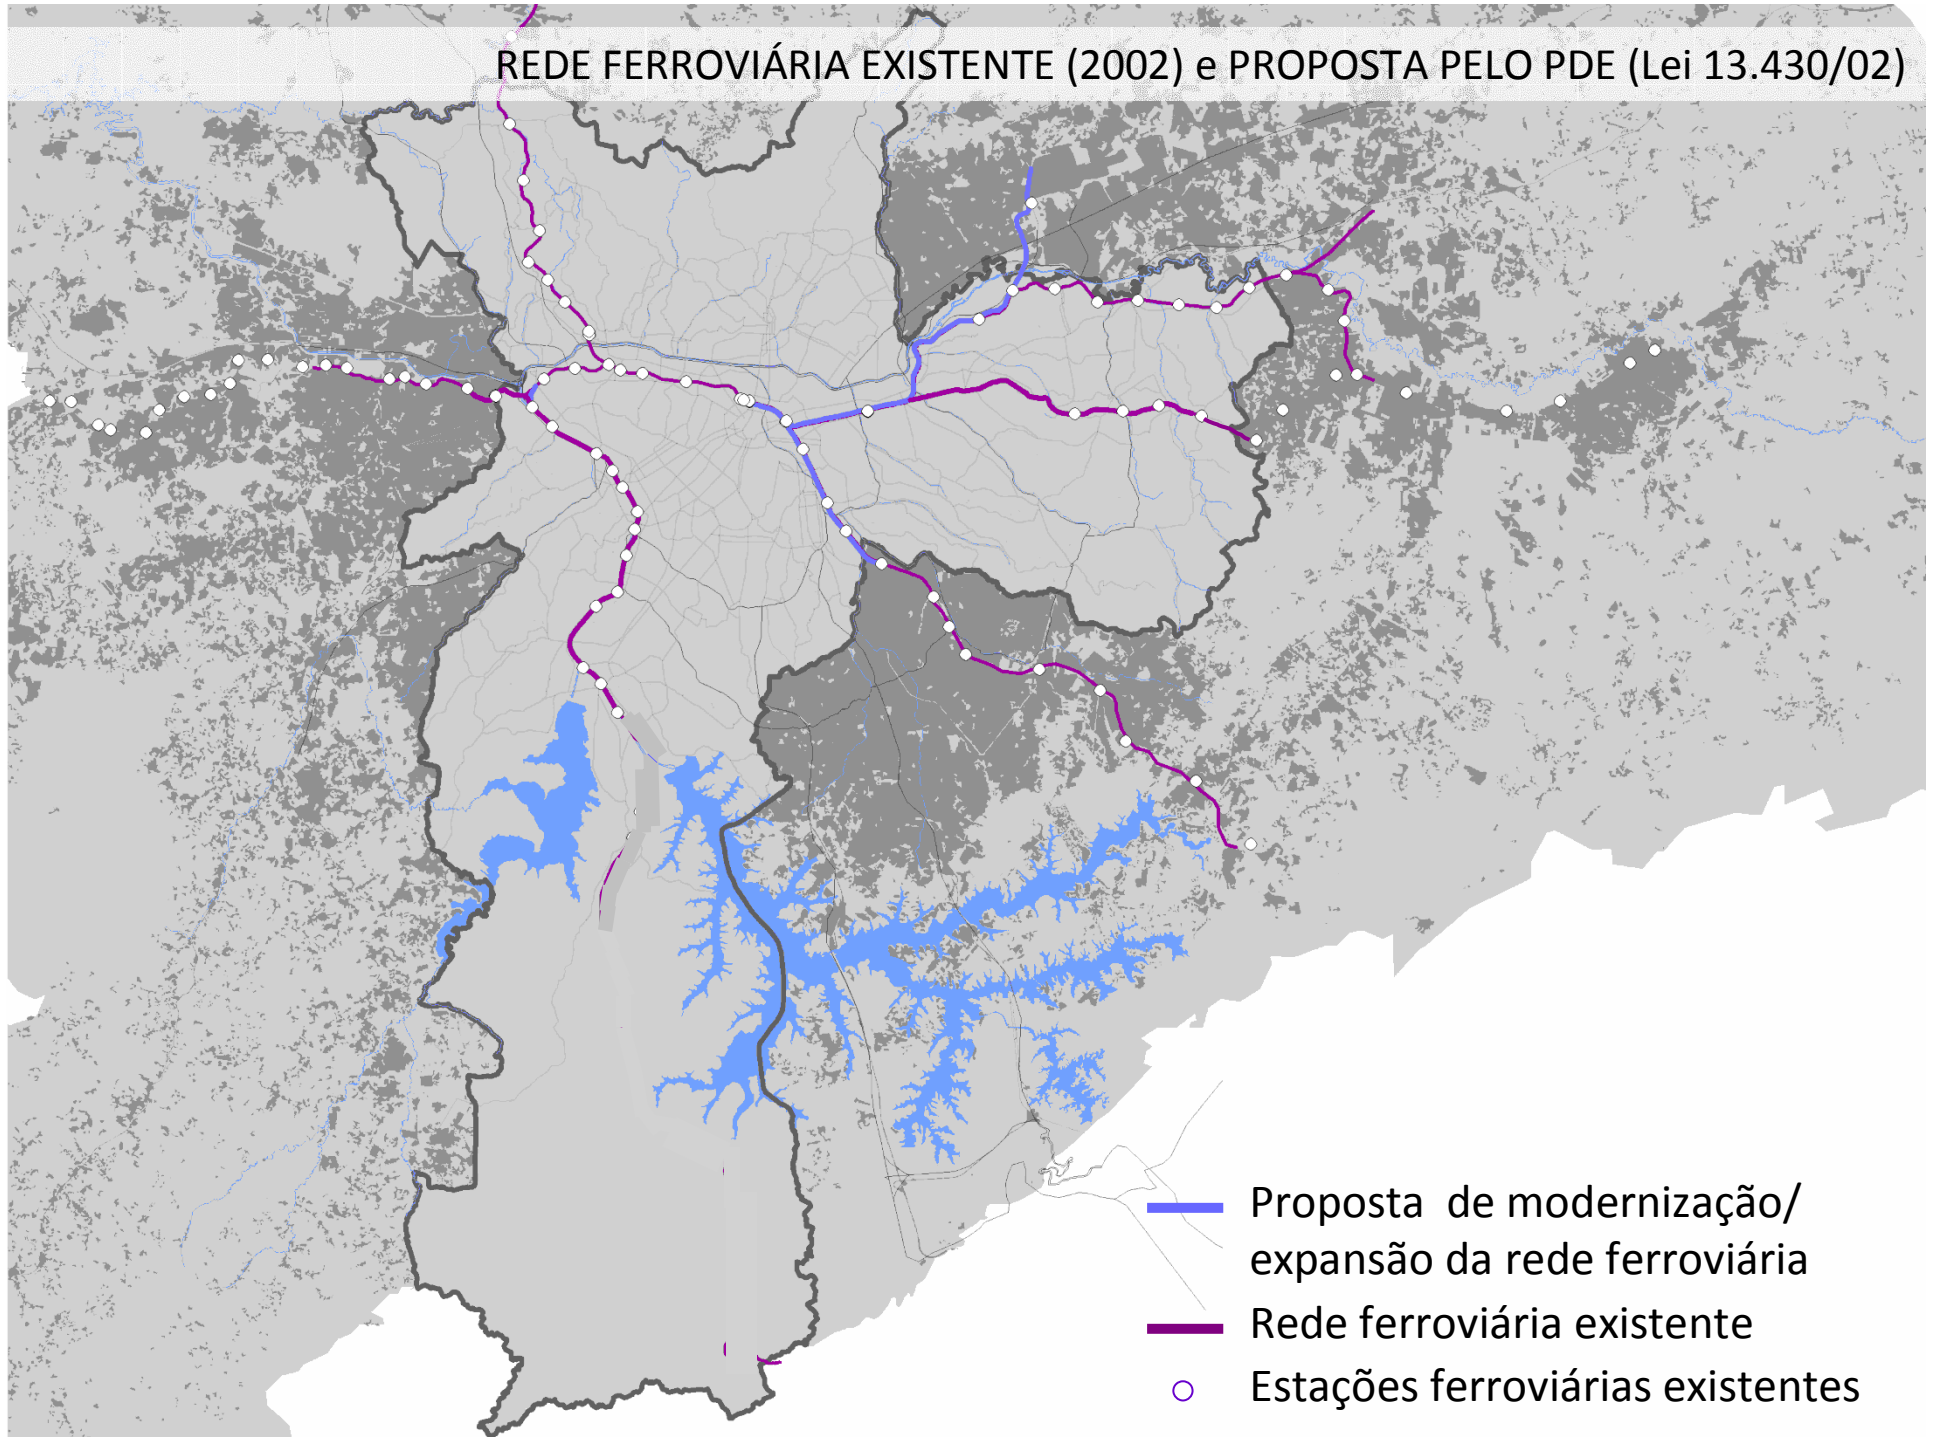 REDE FERROVIÁRIA EXISTENTE (2002) e PROPOSTA PELO PDE (Lei 13.430/02)
Proposta de modernização/
expansão da rede ferroviária
Rede ferroviária existente
Estações ferroviárias existentes